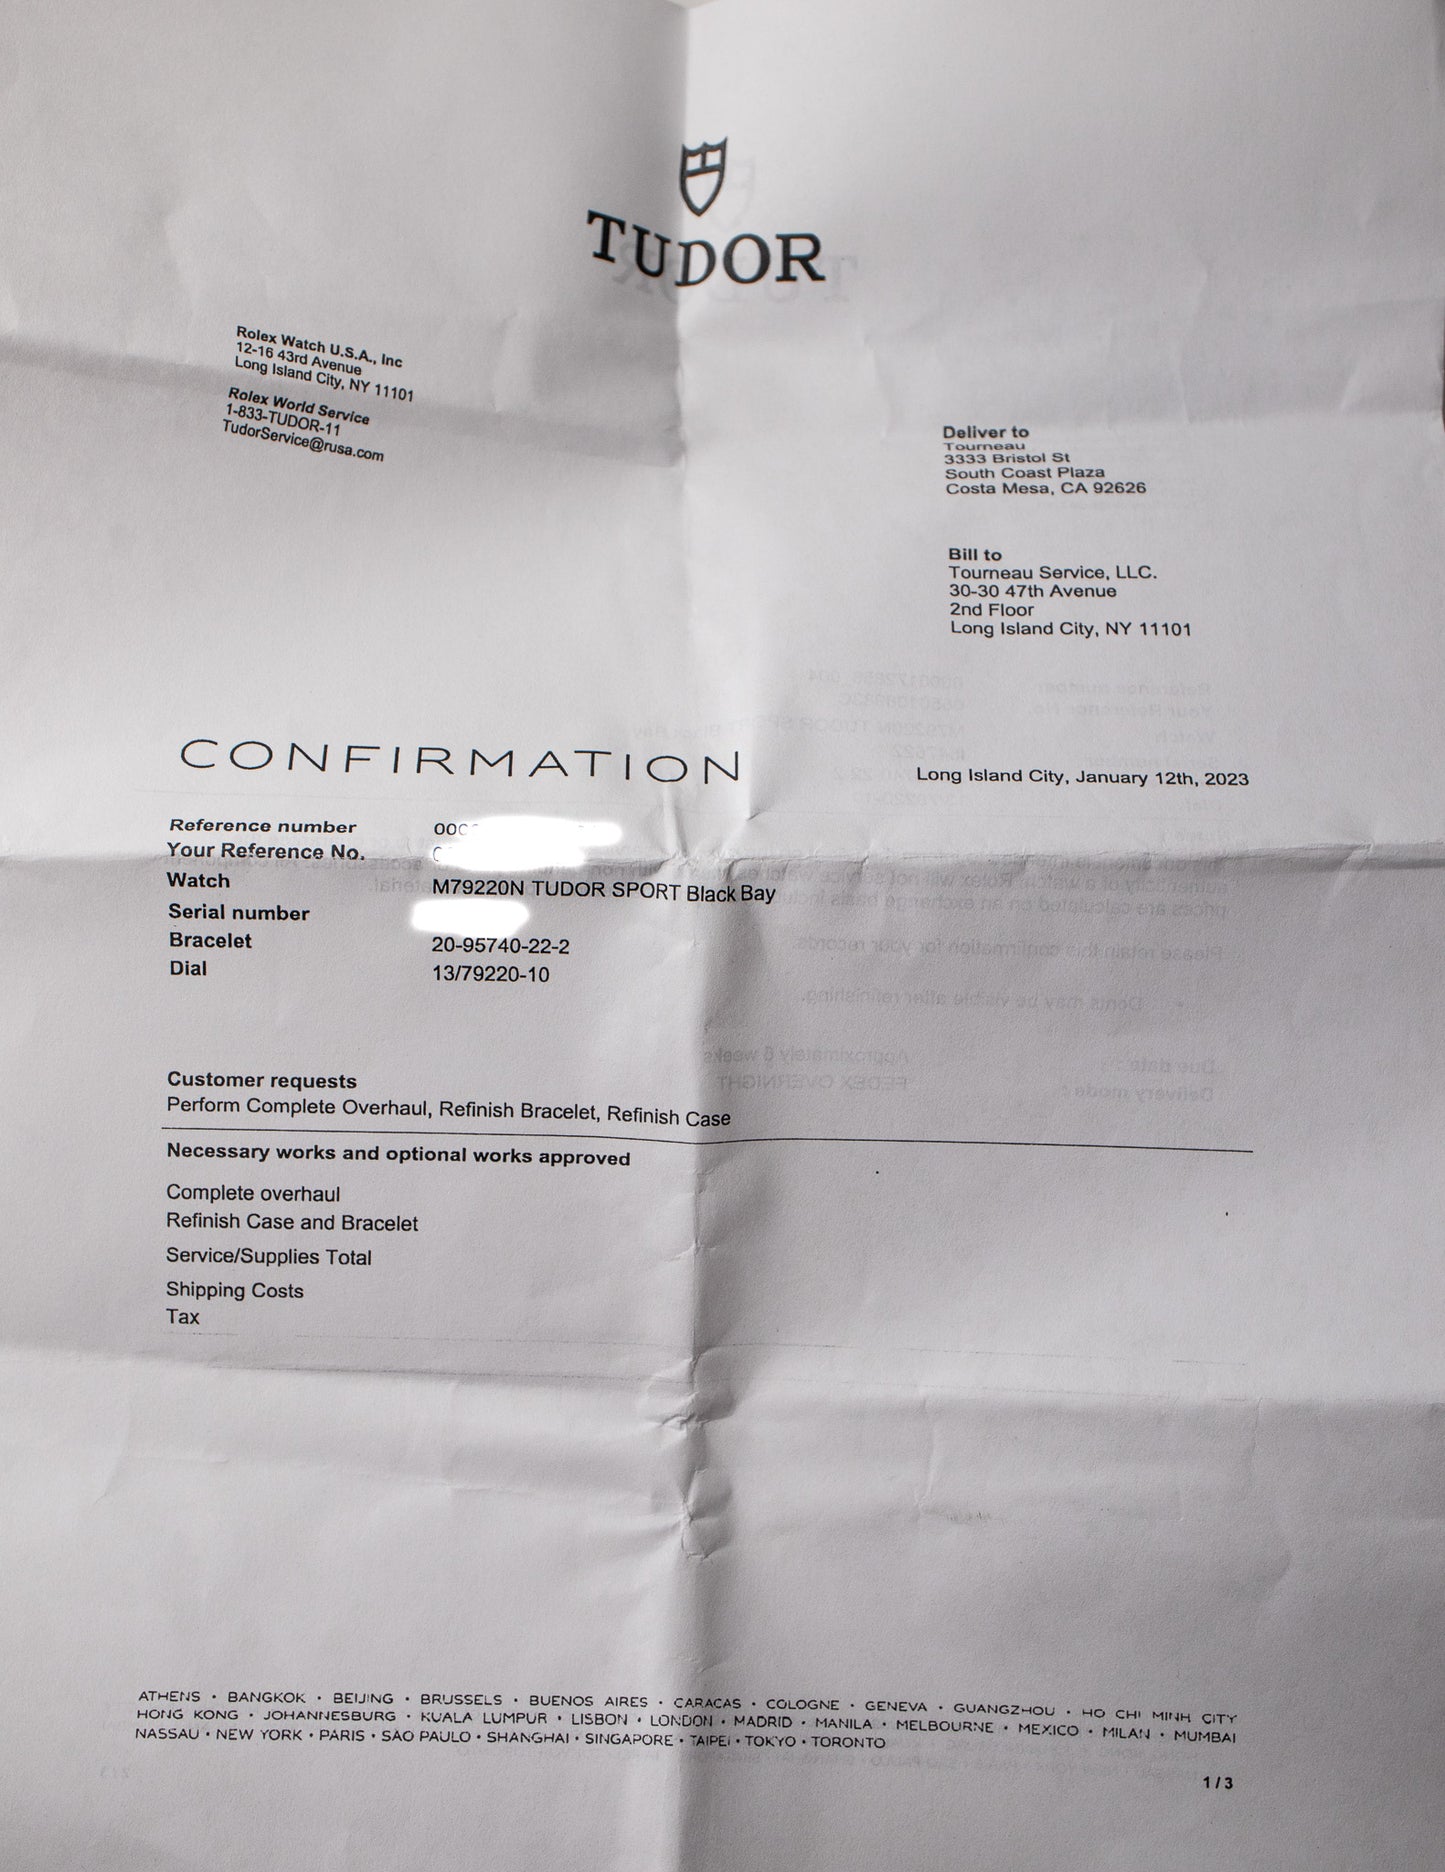 TUDOR
Rolex Watch U.S.A., Inc
12-16 43rd Avenue
Long Island City, NY 11101
Rolex World Service
1-833-TUDOR-11
TudorService@rusa.com
Deliver to
Tourneau
3333 Bristol St
South Coast Plaza
Costa Mesa, CA 92626
Bill to
Tourneau Service, LLC.
30-30 47th Avenue
2nd Floor
Long Island City, NY 11101
CONFIRMATION
Long Island City, January 12th, 2023
Reference number
Your Reference No.
Watch M79220N TUDOR SPORT Black Bay
Serial number
Bracelet 20-95740-22-2
Dial 13/79220-10
Customer requests
Perform Complete Overhaul, Refinish Bracelet, Refinish Case
Necessary works and optional works approved
Complete overhaul
Refinish Case and Bracelet
Service/Supplies Total
Shipping Costs
Tax
ATHENS • BANGKOK • BEIJING • BRUSSELS • BUENOS AIRES • CARACAS • COLOGNE • GENEVA • GUANGZHOU • HO CHI MINH CITY
HONG KONG • JOHANNESBURG • KUALA LUMPUR • LISBON • LONDON • MADRID • MANILA • MELBOURNE • MEXICO • MILAN • MUMBAI
NASSAU • NEW YORK • PARIS • SAO PAULO • SHANGHAI • SINGAPORE • TAIPEI • TOKYO • TORONTO
1 / 3